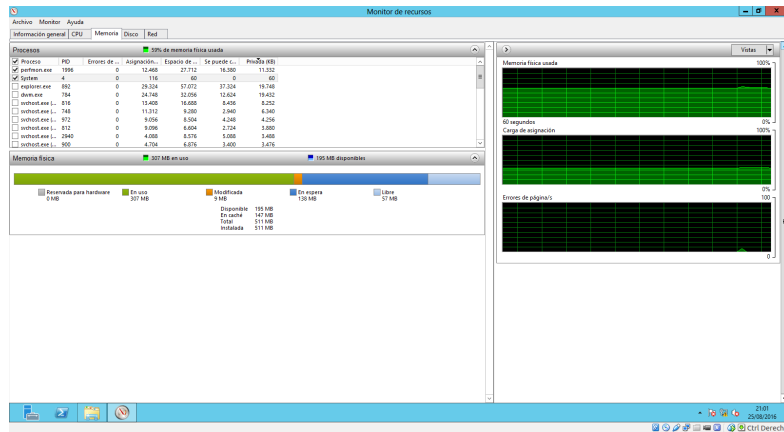 Monitor de recursos
Archivo Monitor Ayuda
Información general CPU Memoria Disco Red
Procesos 59% de memoria física usada
Proceso PID Errores de ... Asignación... Espacio de ... Se puede c... Privada (KB)
perfmon.exe 1996 0 12.468 27.712 16.380 11.332
System 4 0 116 60 0 60
explorer.exe 892 0 29.324 57.072 37.324 19.748
dwm.exe 784 0 24.748 32.056 12.624 19.432
svchost.exe (... 816 0 13.408 16.688 8.436 8.252
svchost.exe (... 748 0 11.312 9.280 2.940 6.340
svchost.exe (... 972 0 9.056 8.504 4.248 4.256
svchost.exe (... 812 0 9.096 6.604 2.724 3.880
svchost.exe (... 2940 0 4.088 8.576 5.088 3.488
svchost.exe (... 900 0 4.704 6.876 3.400 3.476
Memoria física 307 MB en uso 195 MB disponibles
Reservada para hardware En uso Modificada En espera Libre
0 MB 307 MB 9 MB 138 MB 57 MB
Disponible 195 MB
En caché 147 MB
Total 511 MB
Instalada 511 MB
Vistas
Memoria física usada 100%
60 segundos 0%
Carga de asignación 100%
0%
Errores de página/s 100
0
21:01
25/08/2016
Ctrl Derech